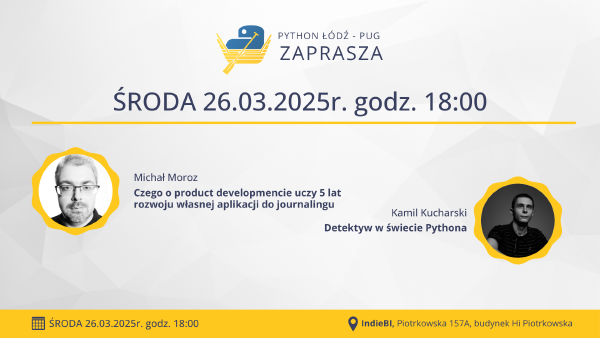 PYTHON ŁÓDŹ - PUG
ZAPRASZA
ŚRODA 26.03.2025r. godz. 18:00
Michał Moroz
Czego o product developmencie uczy 5 lat
rozwoju własnej aplikacji do journalingu
Kamil Kucharski
Detektyw w świecie Pythona
ŚRODA 26.03.2025r. godz. 18:00
IndieBI, Piotrkowska 157A, budynek Hi Piotrkowska